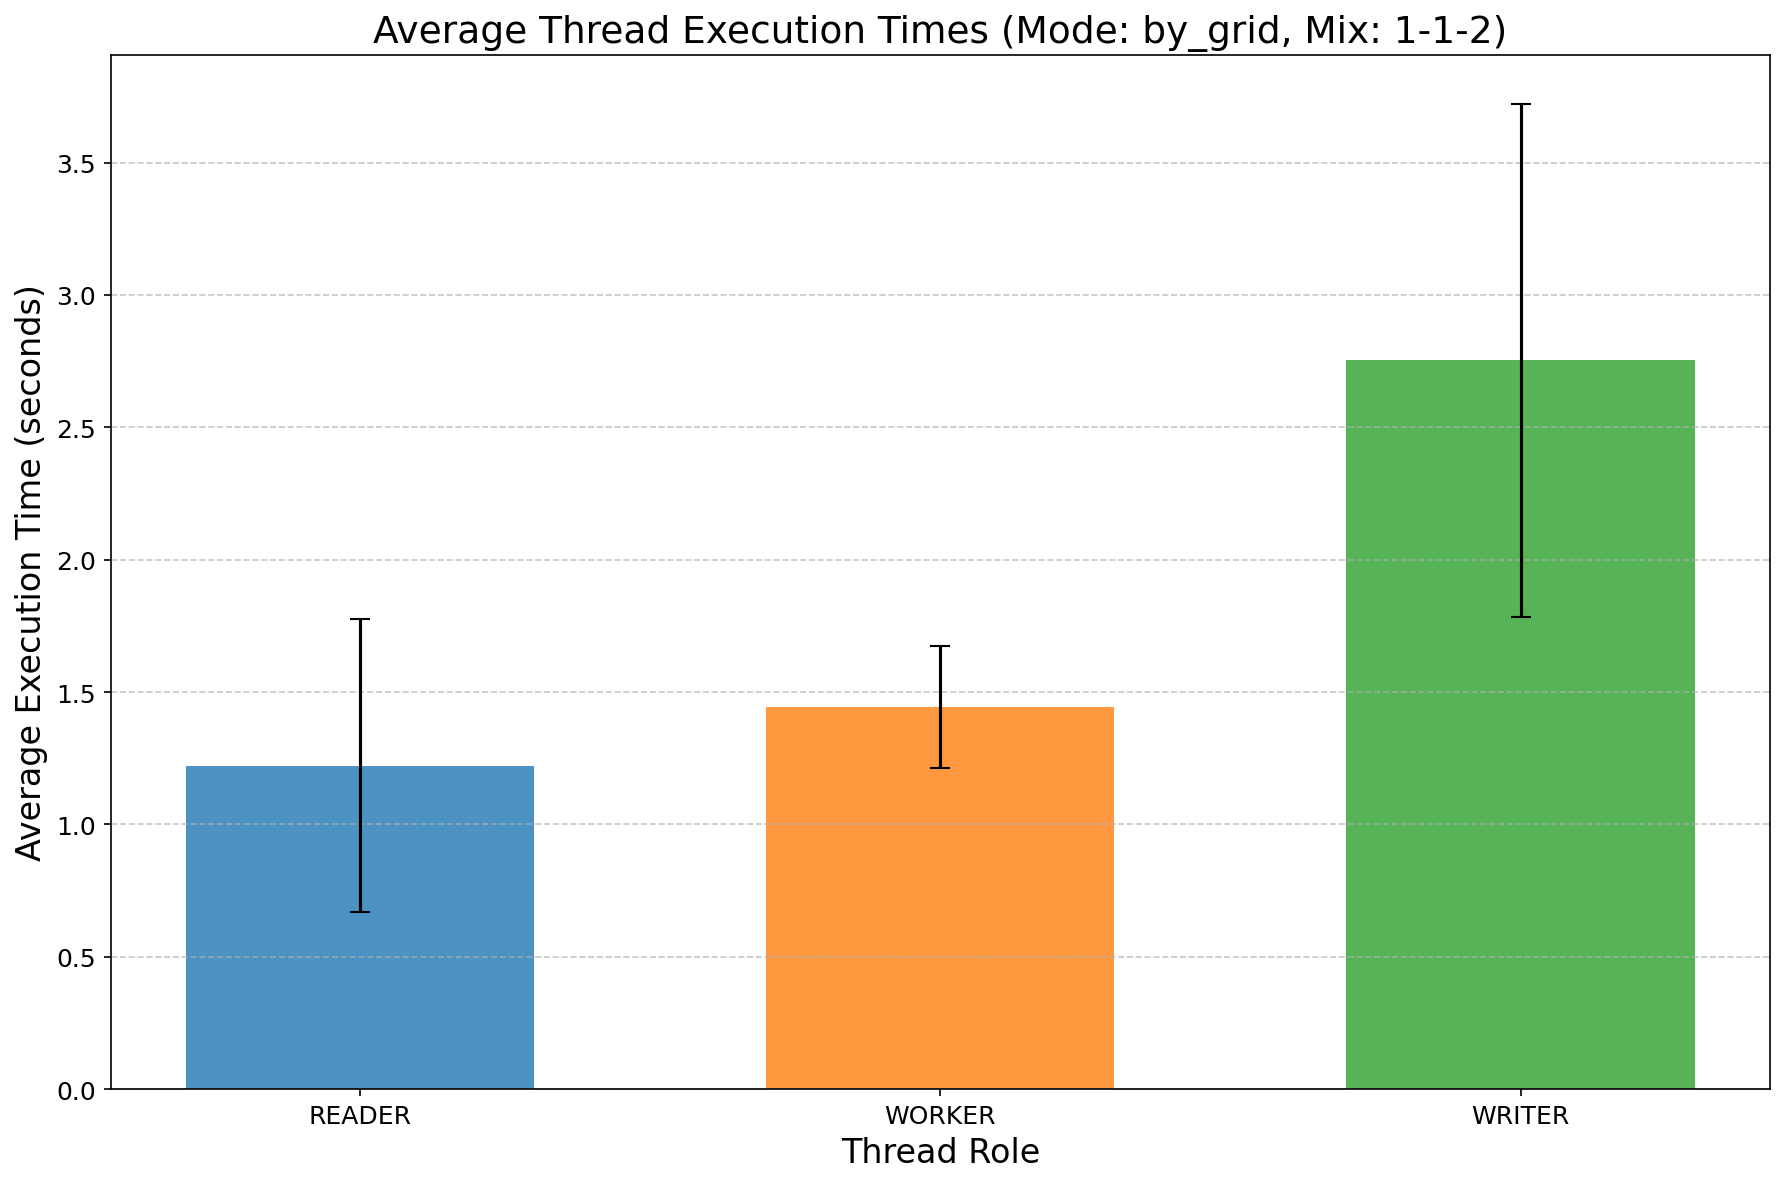 Average Thread Execution Times (Mode: by_grid, Mix: 1-1-2)
Average Execution Time (seconds)
3.5
3.0
2.5
2.0
1.5
1.0
0.5
0.0
READER WORKER WRITER
Thread Role